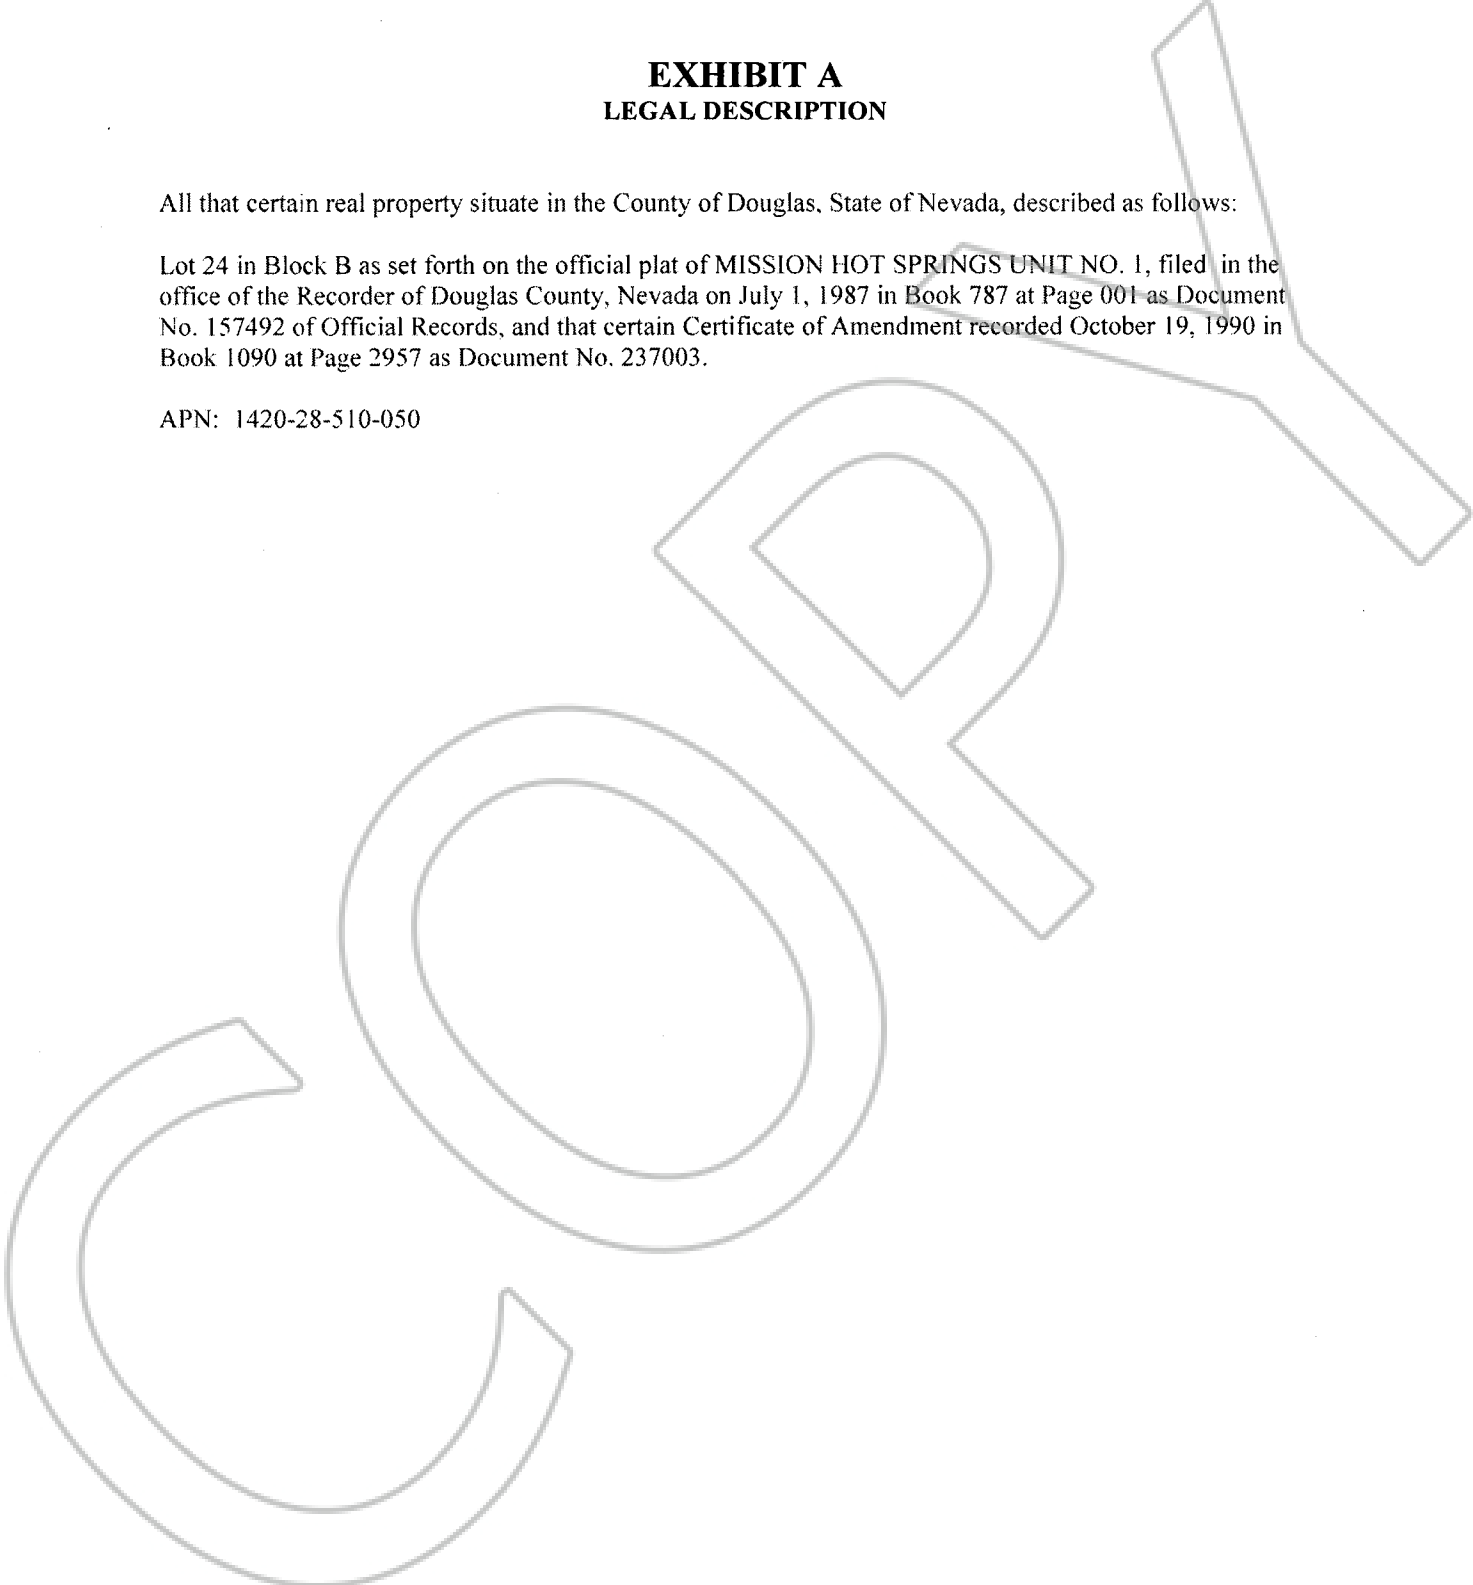 EXHIBIT A
LEGAL DESCRIPTION
All that certain real property situate in the County of Douglas, State of Nevada, described as follows:
Lot 24 in Block B as set forth on the official plat of MISSION HOT SPRINGS UNIT NO. 1, filed in the
office of the Recorder of Douglas County, Nevada on July 1, 1987 in Book 787 at Page 001 as Document
No. 157492 of Official Records, and that certain Certificate of Amendment recorded October 19, 1990 in
Book 1090 at Page 2957 as Document No. 237003.
APN: 1420-28-510-050
COPY